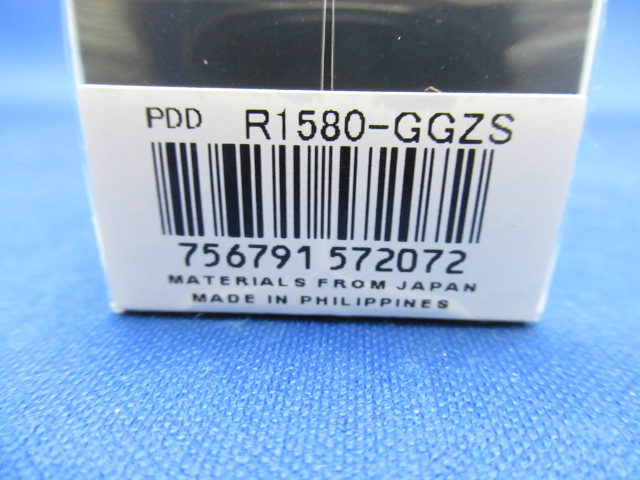 PDD R1580-GGZS
756791 572072
MATERIALS FROM JAPAN
MADE IN PHILIPPINES